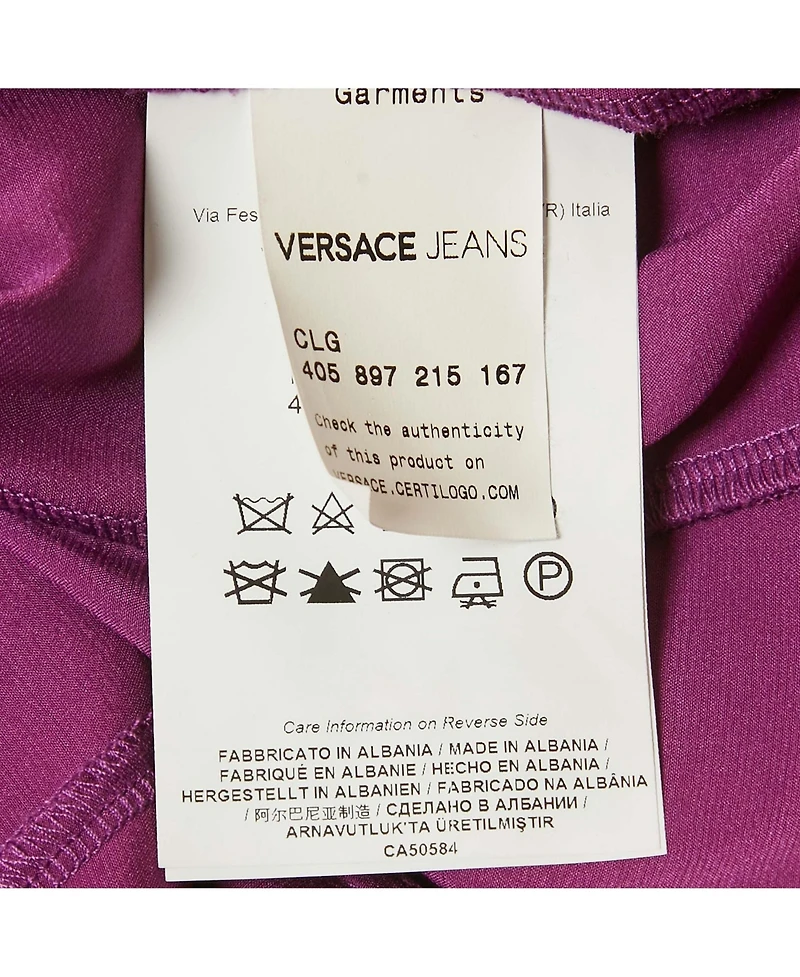 Garments
Via Fes
R) Italia
VERSACE JEANS
CLG
405 897 215 167
4
Check the authenticity
of this product on
VERSACE.CERTILOGO.COM
P
Care Information on Reverse Side
FABBRICATO IN ALBANIA / MADE IN ALBANIA /
FABRIQUÉ EN ALBANIE / HECHO EN ALBANIA /
HERGESTELLT IN ALBANIEN / FABRICADO NA ALBÂNIA
/ 阿尔巴尼亚制造 / СДЕЛАНО В АЛБАНИИ /
ARNAVUTLUK'TA ÜRETILMIŞTIR
CA50584